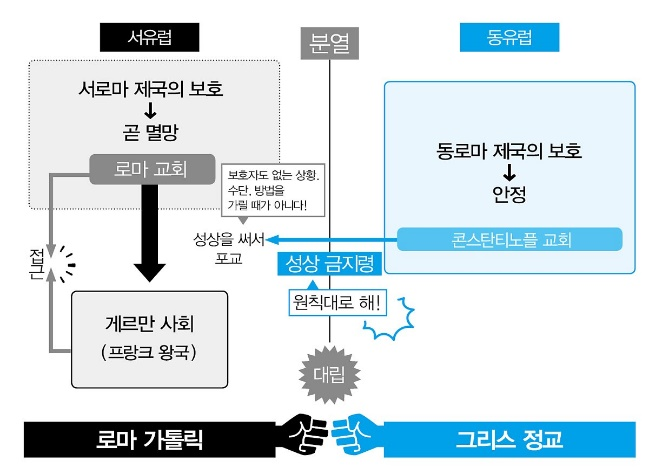 서유럽
분열
동유럽
서로마 제국의 보호
곧 멸망
로마 교회
보호자도 없는 상황.
수단, 방법을
가릴 때가 아니다!
성상을 써서
포교
접근
게르만 사회
(프랑크 왕국)
동로마 제국의 보호
안정
콘스탄티노플 교회
성상 금지령
원칙대로 해!
대립
로마 가톨릭
그리스 정교